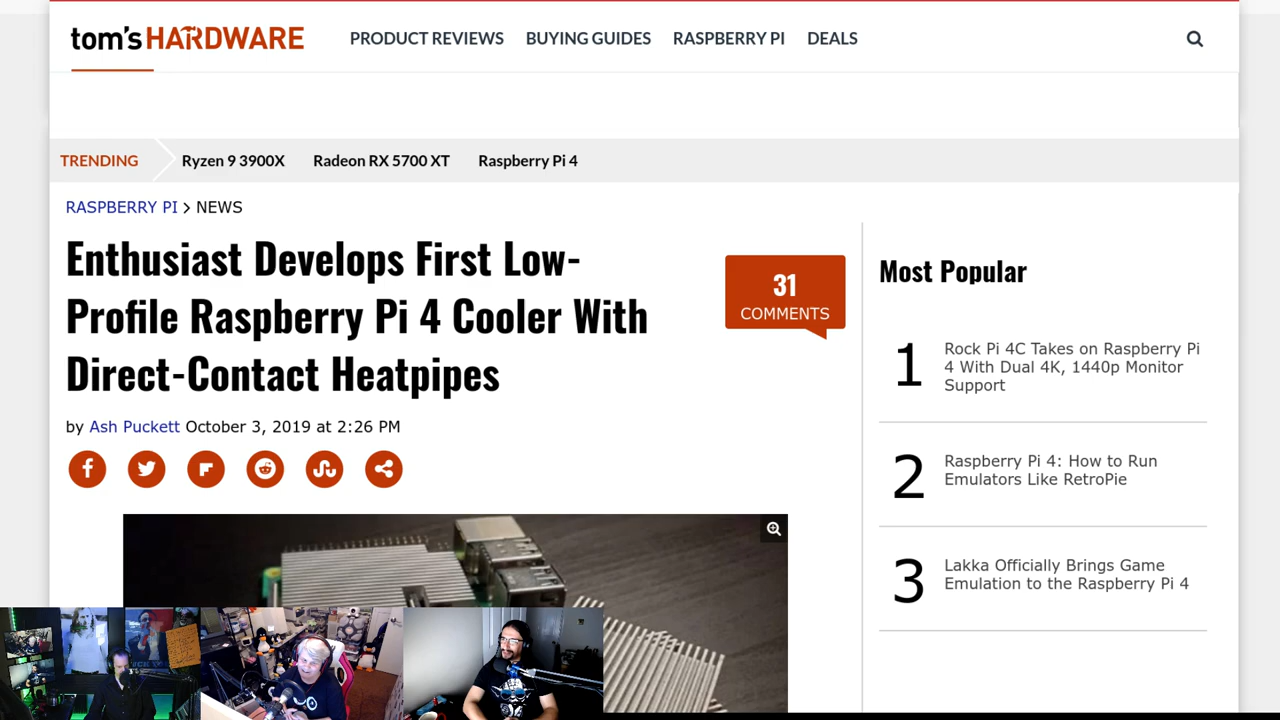 tom's HARDWARE
PRODUCT REVIEWS
BUYING GUIDES
RASPBERRY PI
DEALS
TRENDING
Ryzen 9 3900X
Radeon RX 5700 XT
Raspberry Pi 4
RASPBERRY PI > NEWS
Enthusiast Develops First Low-
Profile Raspberry Pi 4 Cooler With
Direct-Contact Heatpipes
31
COMMENTS
by Ash Puckett October 3, 2019 at 2:26 PM
Most Popular
1
Rock Pi 4C Takes on Raspberry Pi
4 With Dual 4K, 1440p Monitor
Support
2
Raspberry Pi 4: How to Run
Emulators Like RetroPie
3
Lakka Officially Brings Game
Emulation to the Raspberry Pi 4